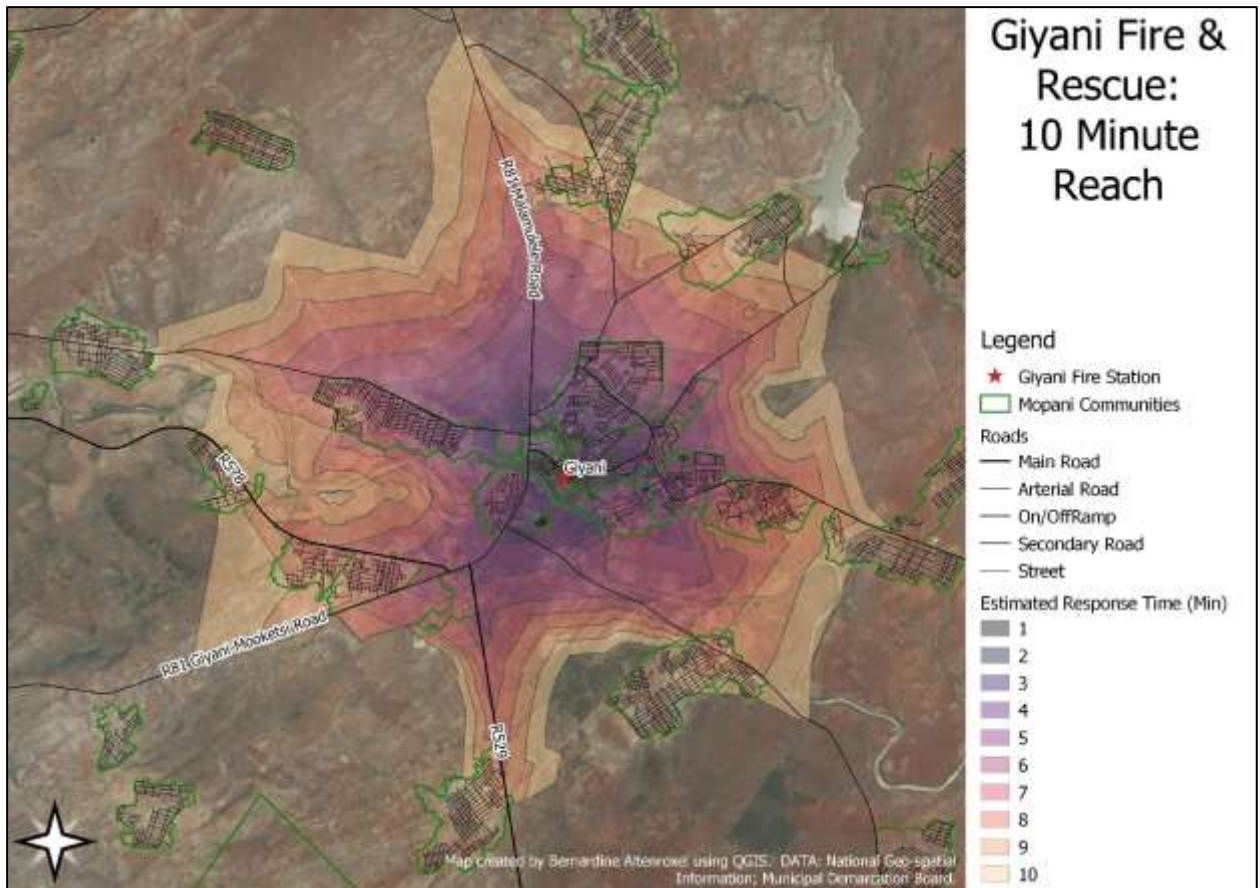 Giyani Fire &
Rescue:
10 Minute
Reach
Legend
Giyani Fire Station
Mopani Communities
Roads
Main Road
Arterial Road
On/OffRamp
Secondary Road
Street
Estimated Response Time (Min)
1
2
3
4
5
6
7
8
9
10
R81 Malamulele Road
Giyani
R578
R81 Giyani Mooketsi Road
R529
Map created by Bernardine Altenroxel using QGIS. DATA: National Geo-spatial
Information; Municipal Demarcation Board.